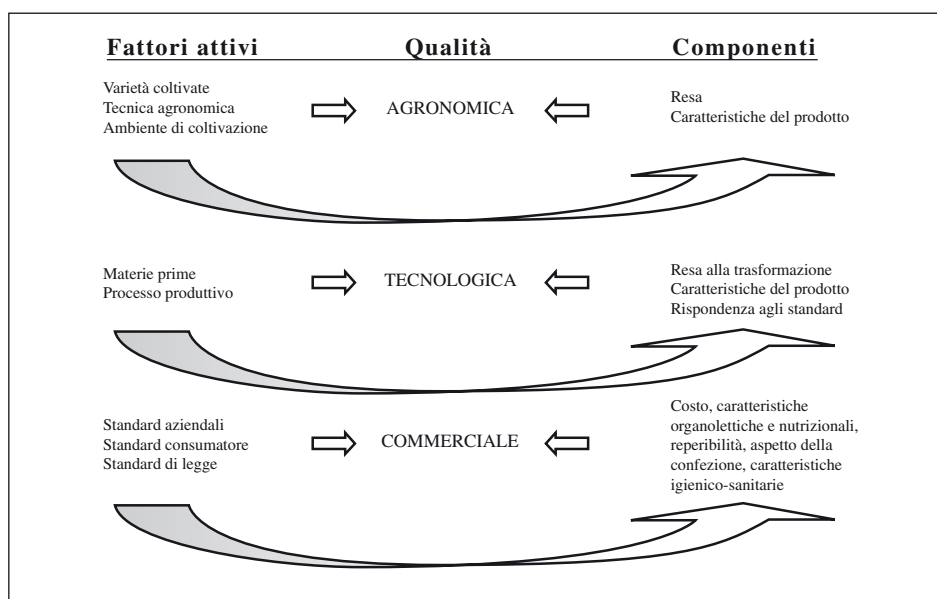 Fattori attivi
Qualità
Componenti
Varietà coltivate
Tecnica agronomica
Ambiente di coltivazione
AGRONOMICA
Resa
Caratteristiche del prodotto
Materie prime
Processo produttivo
TECNOLOGICA
Resa alla trasformazione
Caratteristiche del prodotto
Rispondenza agli standard
Standard aziendali
Standard consumatore
Standard di legge
COMMERCIALE
Costo, caratteristiche
organolettiche e nutrizionali,
reperibilità, aspetto della
confezione, caratteristiche
igienico-sanitarie